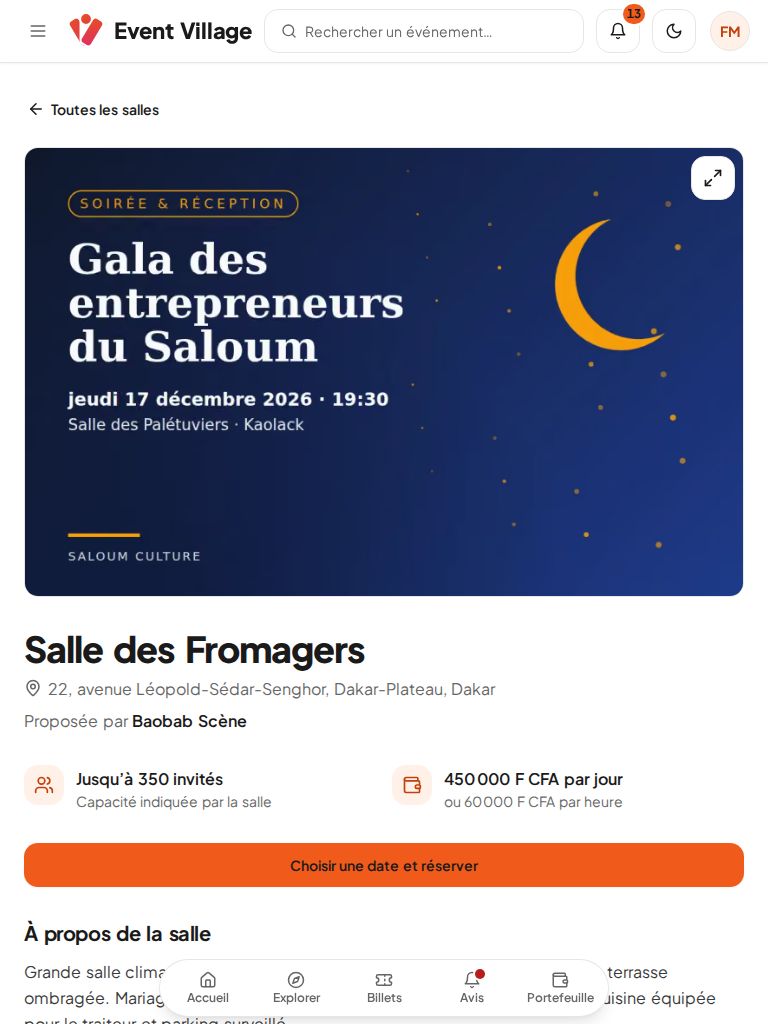 Event Village
Rechercher un événement…
13
FM
Toutes les salles
SOIRÉE & RÉCEPTION
Gala des
entrepreneurs
du Saloum
jeudi 17 décembre 2026 · 19:30
Salle des Palétuviers · Kaolack
SALOUM CULTURE
Salle des Fromagers
22, avenue Léopold-Sédar-Senghor, Dakar-Plateau, Dakar
Proposée par Baobab Scène
Jusqu’à 350 invités
Capacité indiquée par la salle
450 000 F CFA par jour
ou 60 000 F CFA par heure
Choisir une date et réserver
À propos de la salle
Grande salle terrasse
ombragée. équipée
Accueil
Explorer
Billets
Avis
Portefeuille